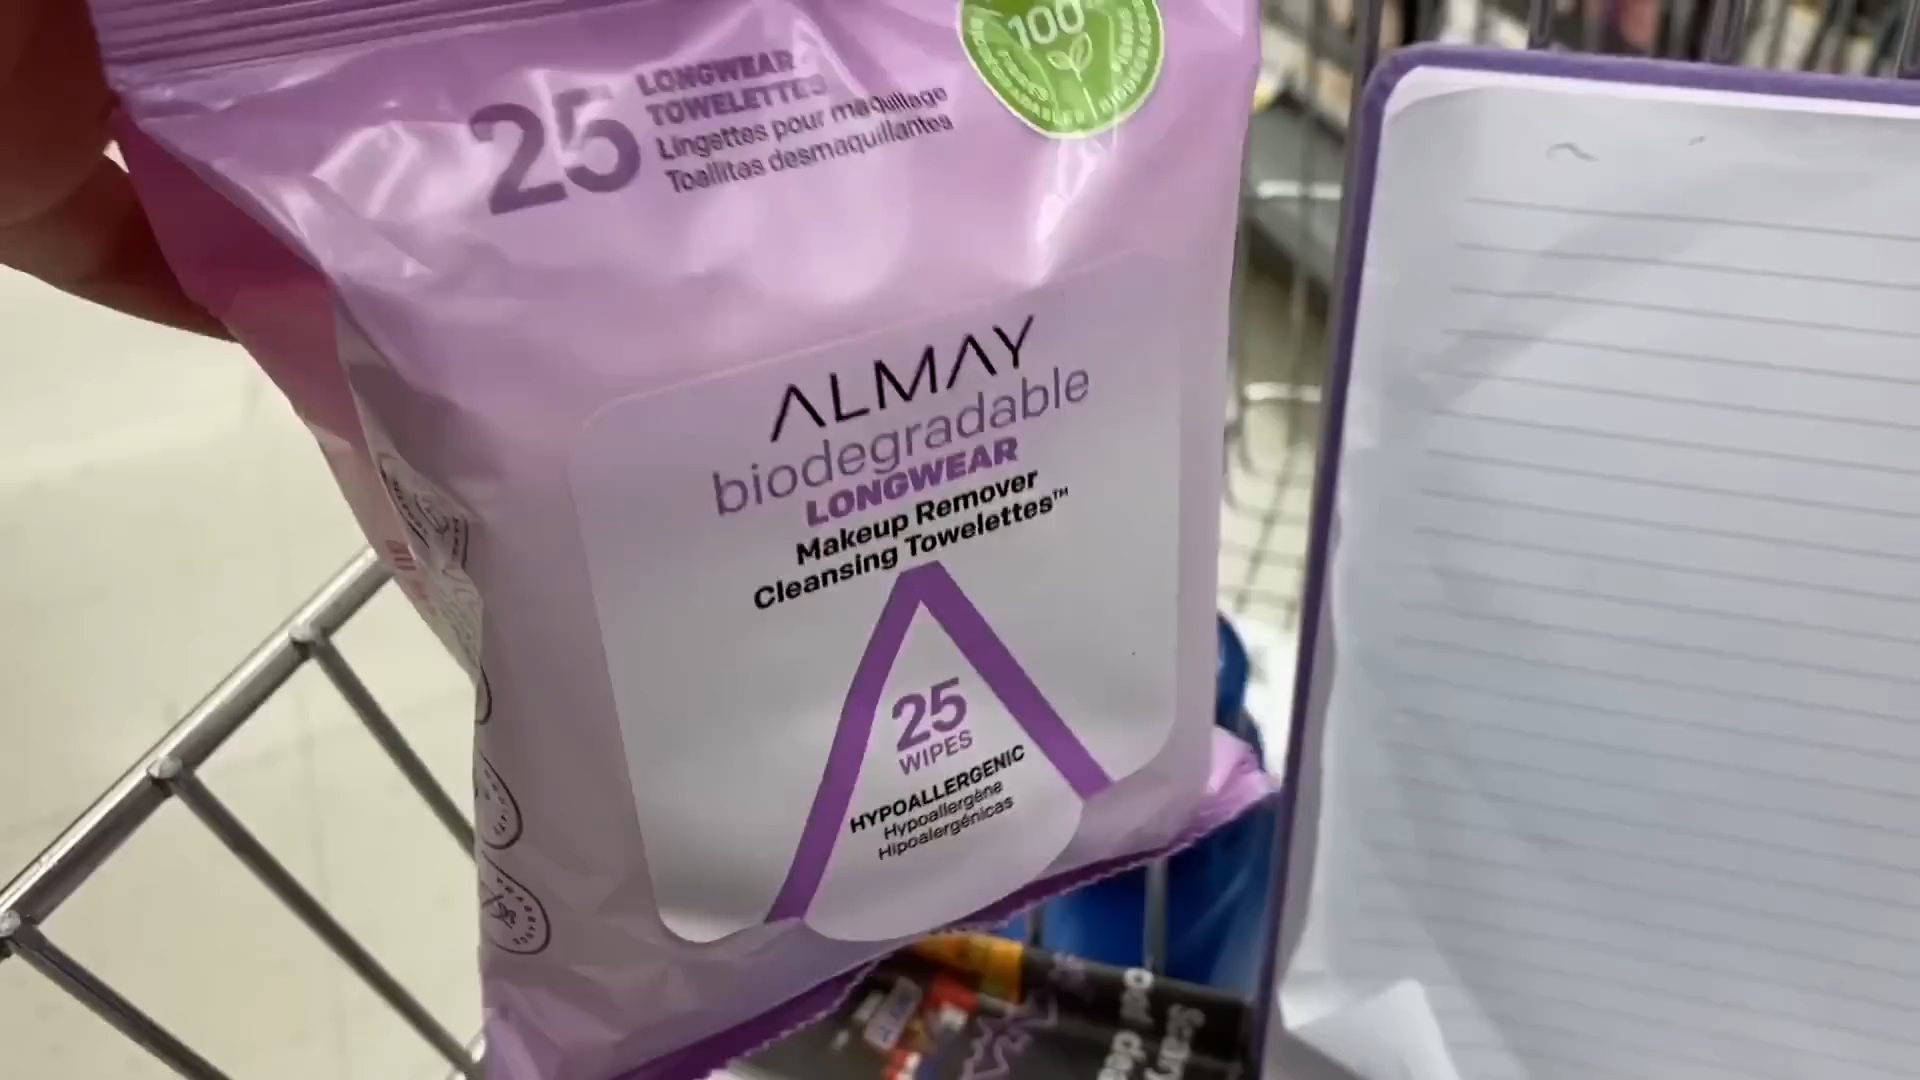 25
LONGWEAR
TOWELETTES
Lingettes pour maquillage
Toallitas desmaquillantes
100
ALMAY
biodegradable
LONGWEAR
Makeup Remover
Cleansing Towelettes™
25
WIPES
HYPOALLERGENIC
Hypoallergène
Hipoalergénicas